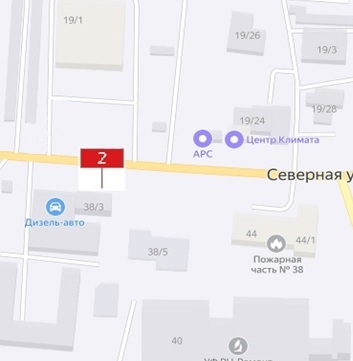 19/1
19/26
19/3
19/28
19/24
Центр Климата
АРС
2
Северная у
38/3
Дизель-авто
38/5
44
44/1
Пожарная
часть № 38
40